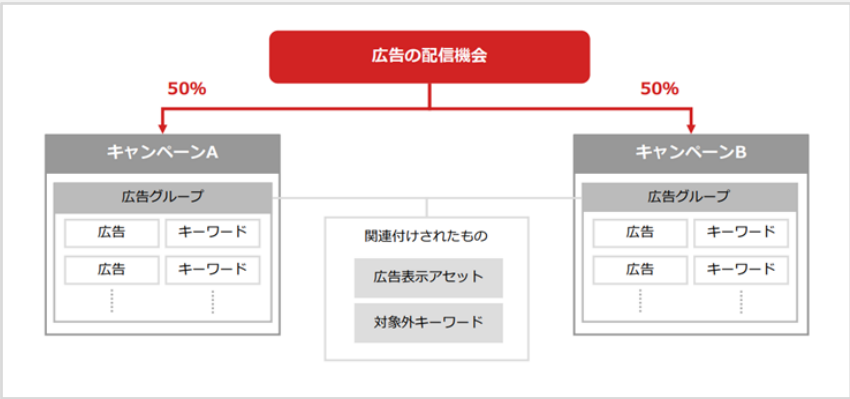 広告の配信機会
50%
50%
キャンペーンA
キャンペーンB
広告グループ
広告グループ
広告 キーワード
広告 キーワード
関連付けされたもの
広告表示アセット
対象外キーワード
広告 キーワード
広告 キーワード